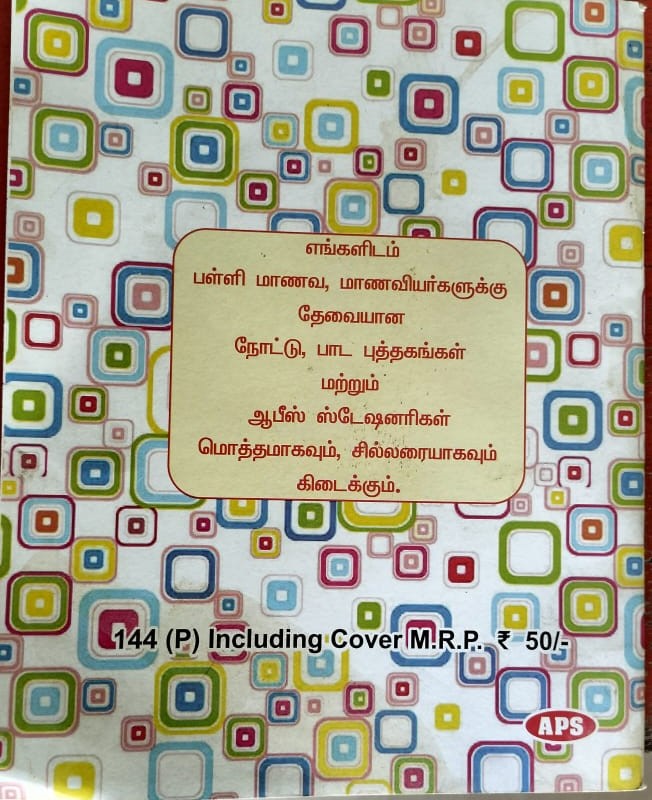 எங்களிடம்
பள்ளி மாணவ, மாணவியர்களுக்கு
தேவையான
நோட்டு, பாட புத்தகங்கள்
மற்றும்
ஆபீஸ் ஸ்டேஷனரிகள்
மொத்தமாகவும், சில்லரையாகவும்
கிடைக்கும்.
144 (P) Including Cover M.R.P. ₹ 50/-
APS